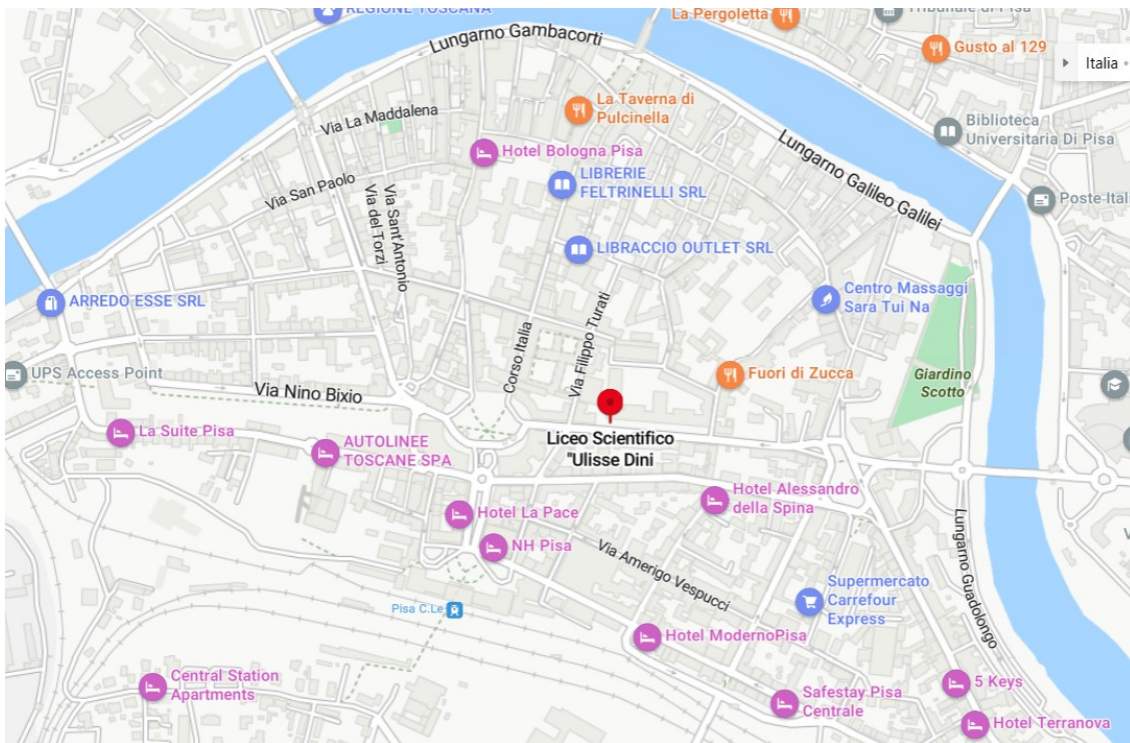 REGIONE TOSCANA
La Pergoletta
Tribunale di Pisa
Lungarno Gambacorti
Gusto al 129
Italia
La Taverna di
Pulcinella
Via La Maddalena
Biblioteca
Universitaria Di Pisa
Hotel Bologna Pisa
LIBRERIE
FELTRINELLI SRL
Lungarno Galileo Galilei
Via San Paolo
Via del Torzi
Via Sant'Antonio
Poste Ital
LIBRACCIO OUTLET SRL
ARREDO ESSE SRL
Centro Massaggi
Sara Tui Na
Corso Italia
Via Filippo Turati
UPS Access Point
Via Nino Bixio
Fuori di Zucca
Giardino
Scotto
La Suite Pisa
AUTOLINEE
TOSCANE SPA
Liceo Scientifico
"Ulisse Dini
Hotel Alessandro
della Spina
Hotel La Pace
NH Pisa
Via Amerigo Vespucci
Lungarno Guadolongo
Supermercato
Carrefour
Express
Pisa C.Le
Hotel ModernoPisa
Central Station
Apartments
Safestay Pisa
Centrale
5 Keys
Hotel Terranova